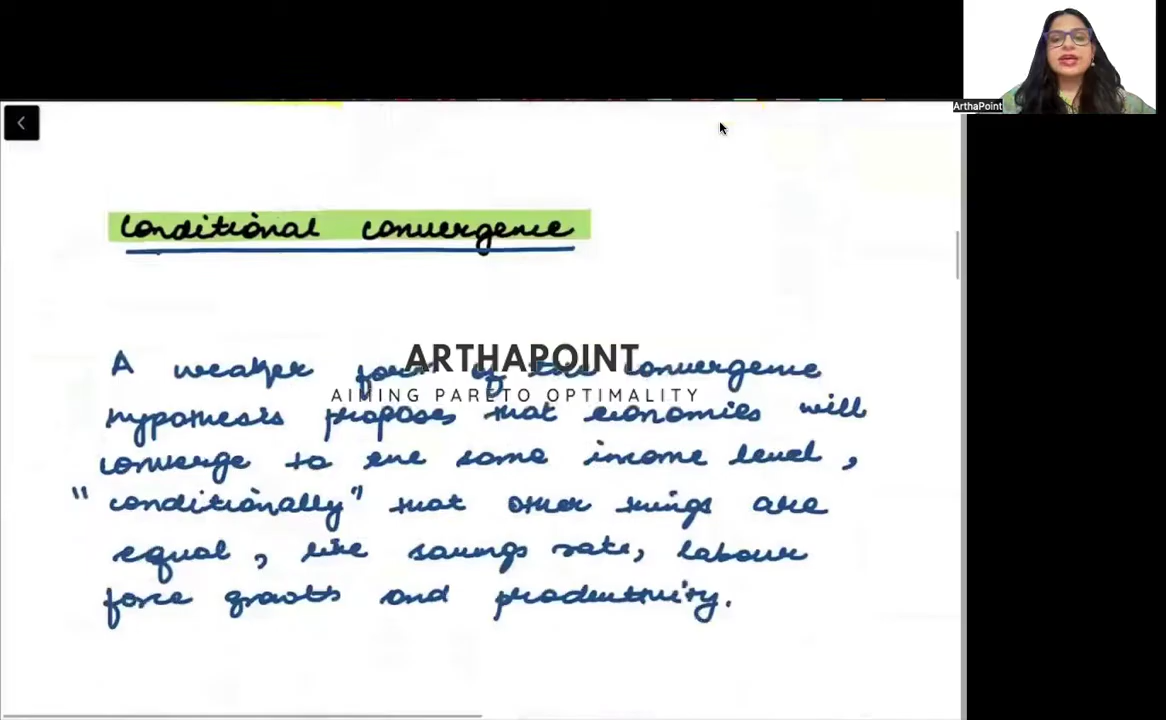 ArthaPoint
Conditional convergence
A weaker form of the convergence
ARTHAPOINT
AIMING PARETO OPTIMALITY
hypothesis proposes that economies will
converge to the same income level,
"conditionally" that other things are
equal, like savings rate, labour
force growth and productivity.